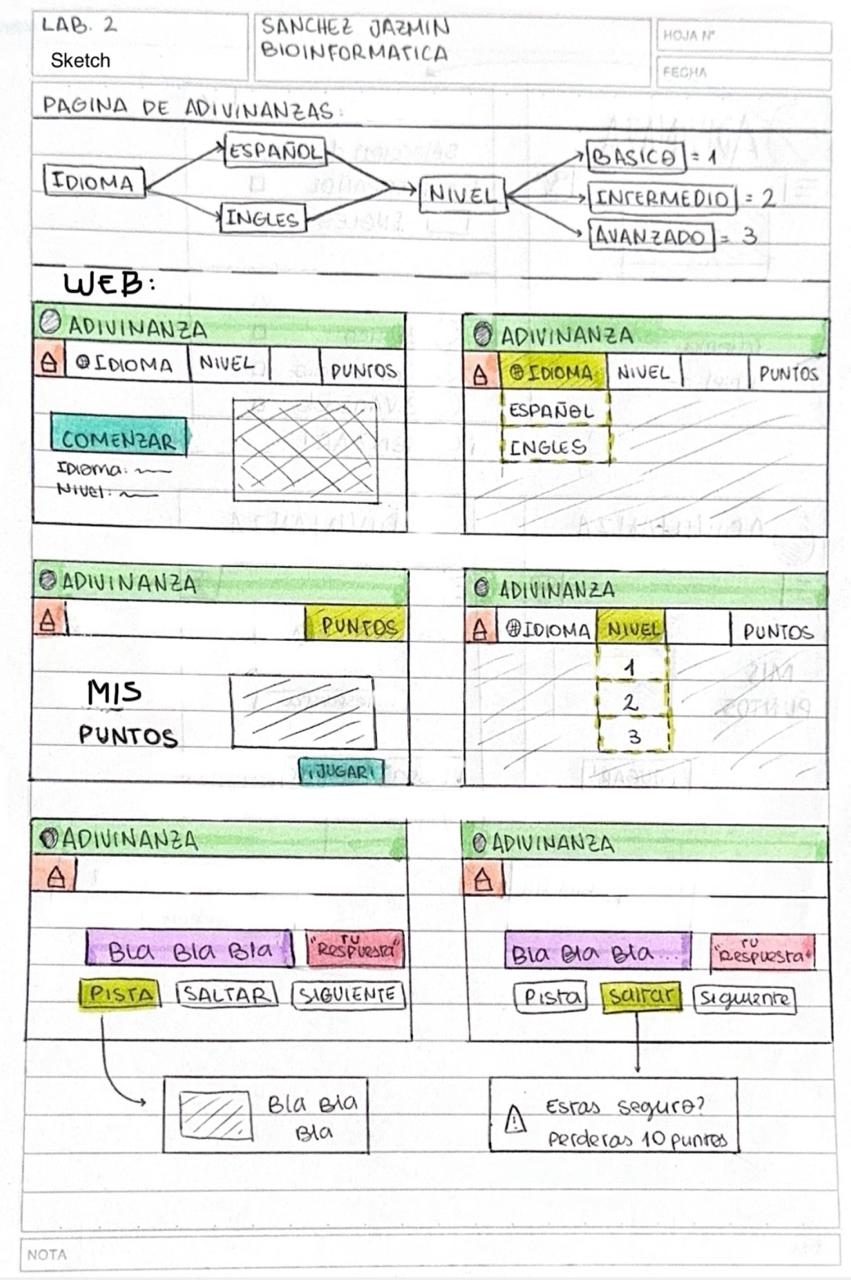 LAB. 2
Sketch
SANCHEZ JAZMIN
BIOINFORMATICA
HOJA N°
FECHA
PAGINA DE ADIVINANZAS:
IDIOMA
ESPAÑOL
INGLES
NIVEL
BASICO = 1
INTERMEDIO = 2
AVANZADO = 3
WEB:
ADIVINANZA
IDIOMA NIVEL PUNTOS
COMENZAR
Idioma:
Nivel:
ADIVINANZA
IDIOMA NIVEL PUNTOS
ESPAÑOL
INGLES
ADIVINANZA
PUNTOS
MIS
PUNTOS
¡JUGAR!
ADIVINANZA
IDIOMA NIVEL PUNTOS
1
2
3
ADIVINANZA
Bla Bla Bla
"TU
Respuesta"
PISTA SALTAR SIGUIENTE
Bla Bla
Bla
ADIVINANZA
Bla Bla Bla...
TU
"Respuesta"
Pista saltar siguiente
Estas seguro?
perderas 10 puntos
NOTA